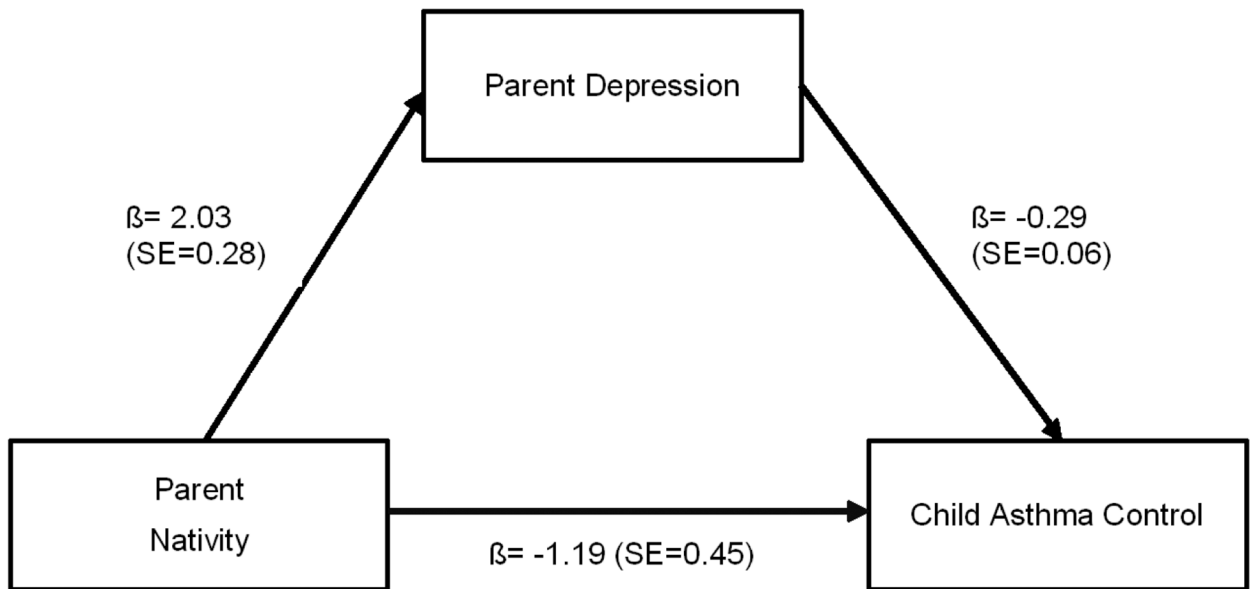 Parent Depression
ß= 2.03
(SE=0.28)
ß= -0.29
(SE=0.06)
Parent
Nativity
Child Asthma Control
ß= -1.19 (SE=0.45)